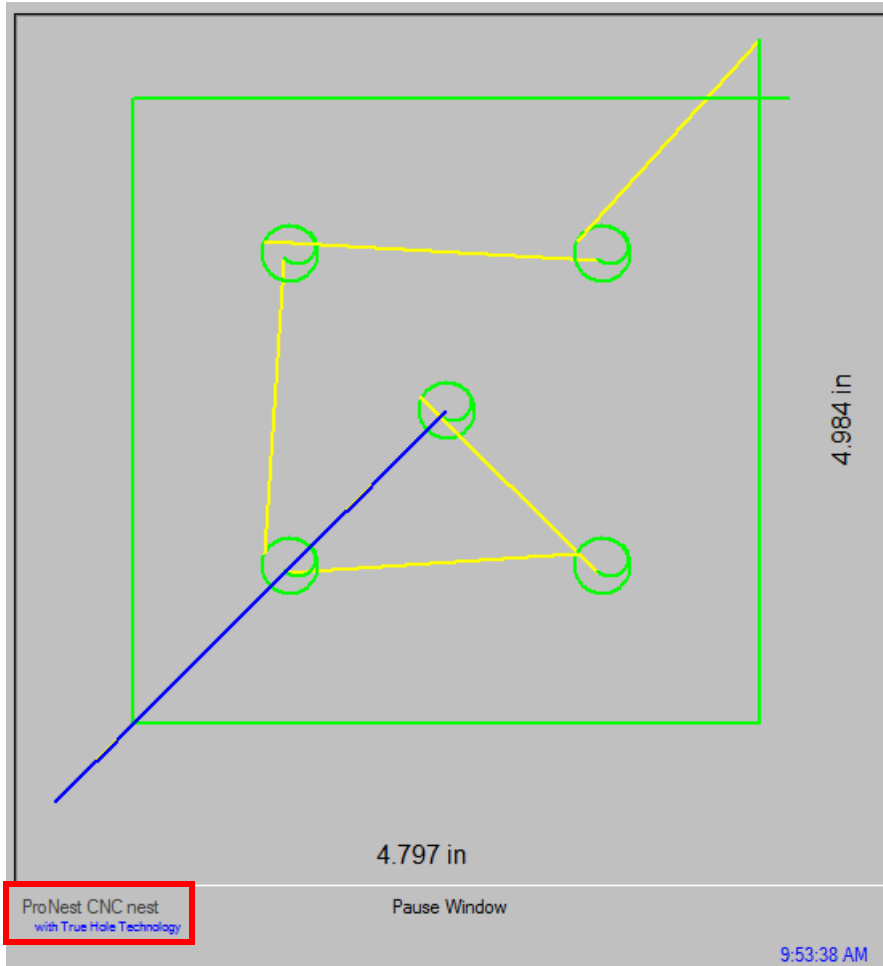 4.984 in
4.797 in
ProNest CNC nest
with True Hole Technology
Pause Window
9:53:38 AM